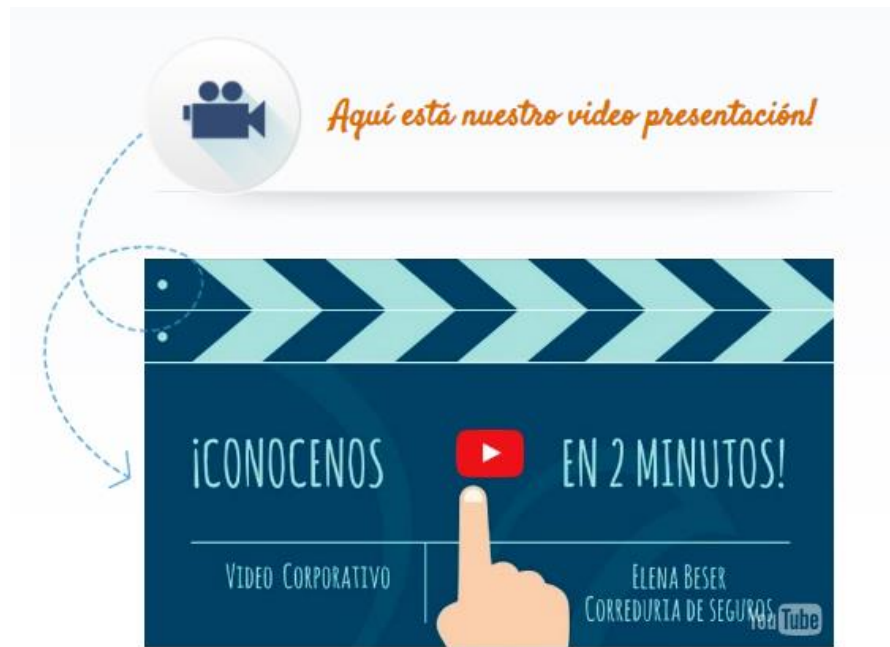 Aquí está nuestro video presentación!
¡CONOCENOS EN 2 MINUTOS!
VIDEO CORPORATIVO
ELENA BESER
CORREDURIA DE SEGUROS
YouTube